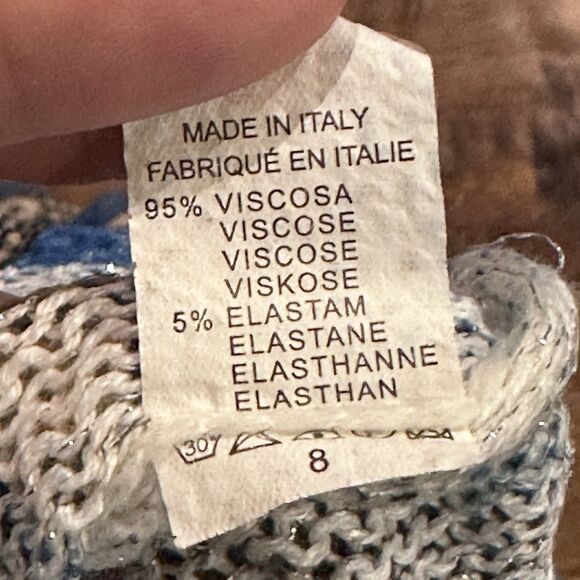 MADE IN ITALY
FABRIQUÉ EN ITALIE
95% VISCOSA
VISCOSE
VISCOSE
VISKOSE
5% ELASTAM
ELASTANE
ELASTHANNE
ELASTHAN
30°
8